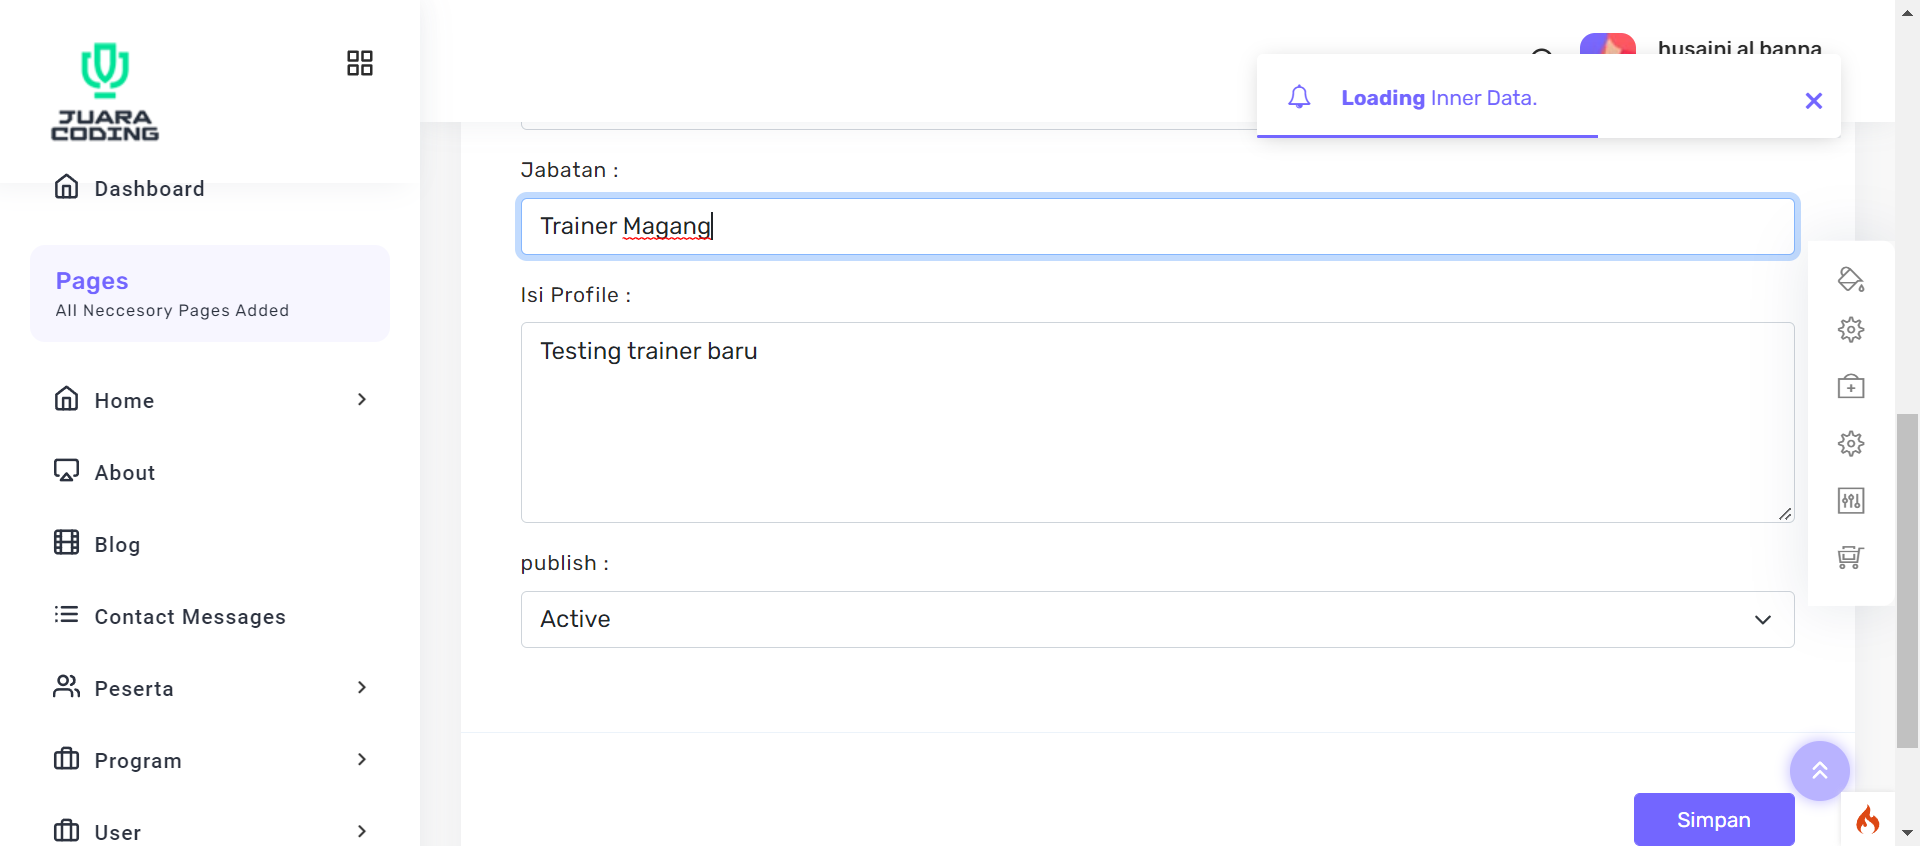 JUARA
CODING
husaini al banna
Loading Inner Data.
Dashboard
Pages
All Neccesory Pages Added
Home
About
Blog
Contact Messages
Peserta
Program
User
Jabatan :
Trainer Magang
Isi Profile :
Testing trainer baru
publish :
Active
Simpan